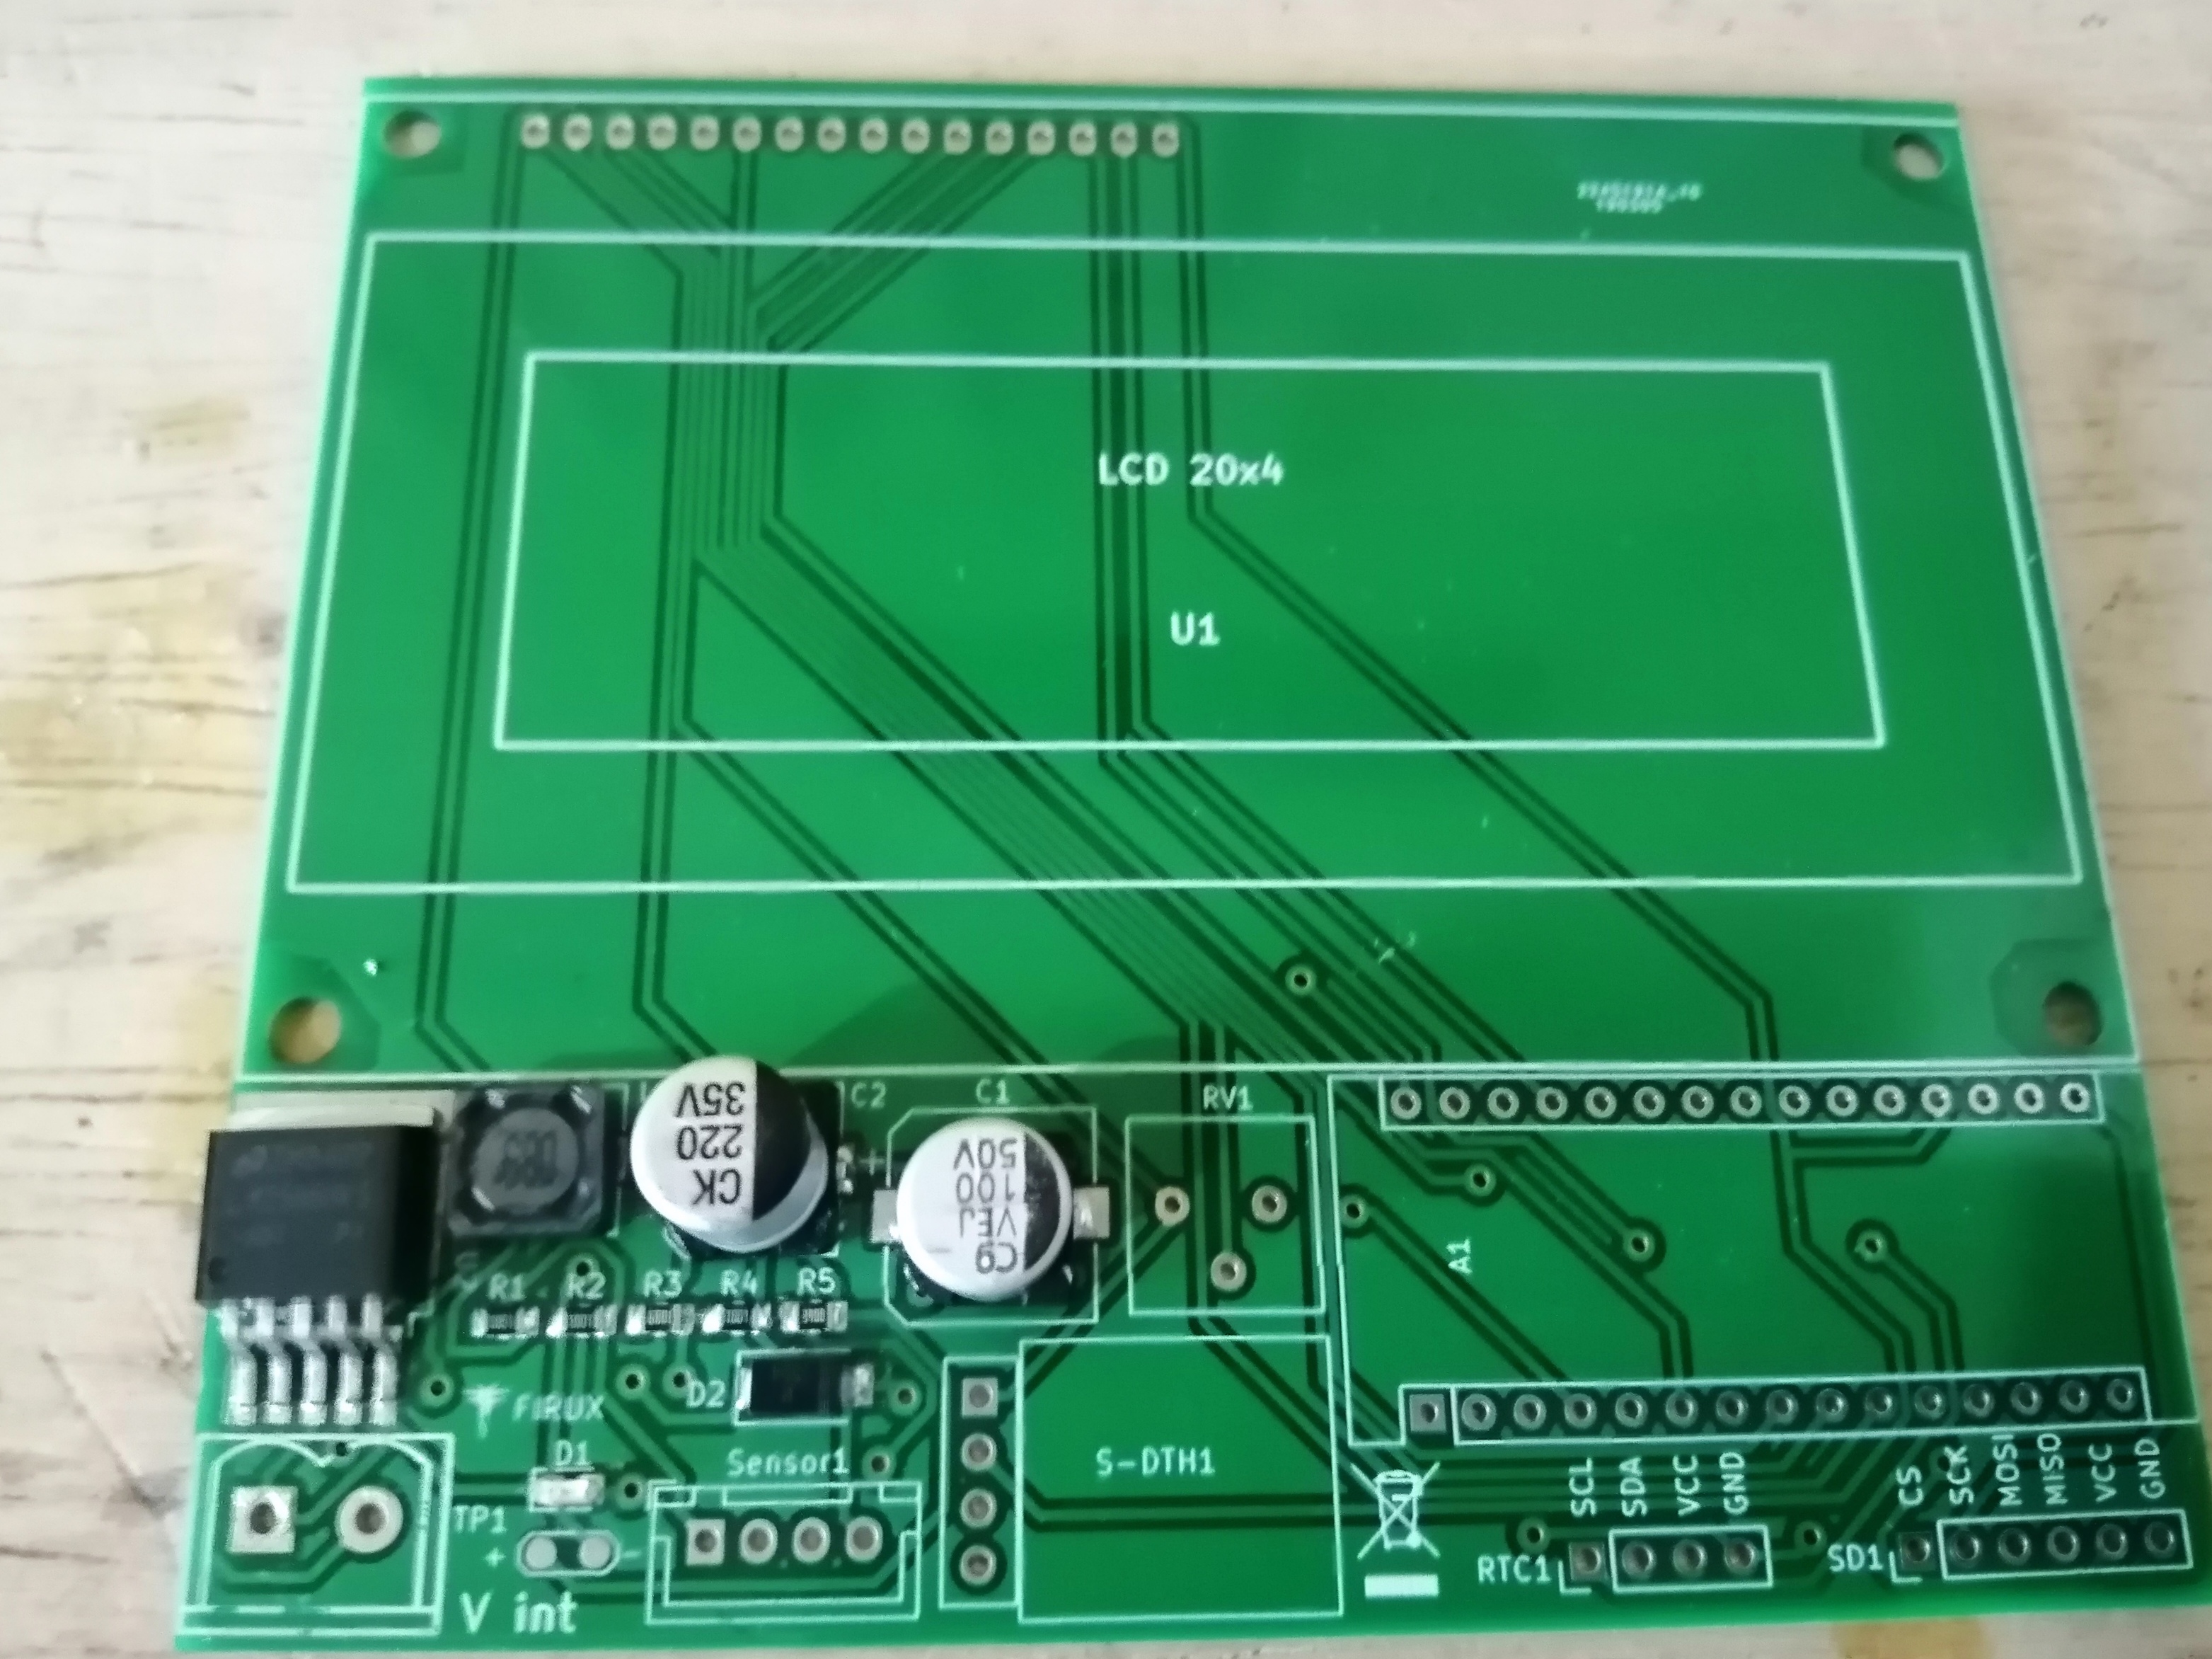 LCD 20x4
U1
C2
C1
RV1
35V
220
CK
+
50V
100
VEJ
C9
A1
R1 R2 R3 R4 R5
D2
FIRUX
D1
Sensor1
S-DTH1
TP1
+ -
V int
SCL
SDA
VCC
GND
RTC1
CS
SCK
MOSI
MISO
VCC
GND
SD1